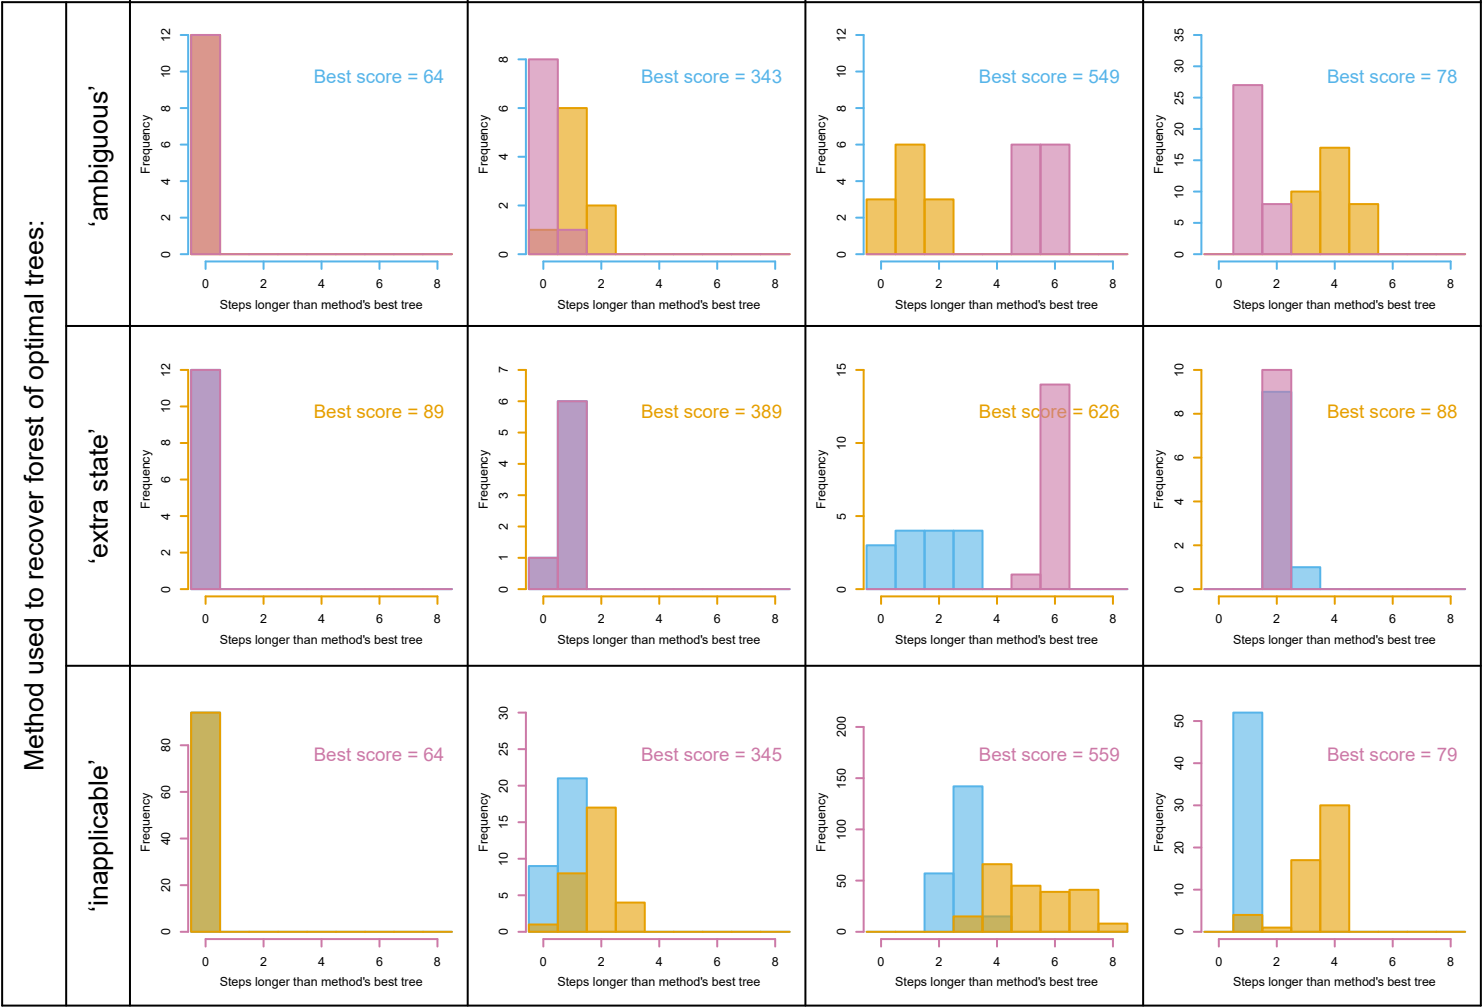 Method used to recover forest of optimal trees:
‘ambiguous’
Frequency
0 2 4 6 8 10 12
Best score = 64
0 2 4 6 8
Steps longer than method's best tree
Frequency
0 2 4 6 8
Best score = 343
0 2 4 6 8
Steps longer than method's best tree
Frequency
0 2 4 6 8 10 12
Best score = 549
0 2 4 6 8
Steps longer than method's best tree
Frequency
0 5 10 15 20 25 30 35
Best score = 78
0 2 4 6 8
Steps longer than method's best tree
‘extra state’
Frequency
0 2 4 6 8 10 12
Best score = 89
0 2 4 6 8
Steps longer than method's best tree
Frequency
0 1 2 3 4 5 6 7
Best score = 389
0 2 4 6 8
Steps longer than method's best tree
Frequency
0 5 10 15
Best score = 626
0 2 4 6 8
Steps longer than method's best tree
Frequency
0 2 4 6 8 10
Best score = 88
0 2 4 6 8
Steps longer than method's best tree
‘inapplicable’
Frequency
0 20 40 60 80
Best score = 64
0 2 4 6 8
Steps longer than method's best tree
Frequency
0 5 10 15 20 25 30
Best score = 345
0 2 4 6 8
Steps longer than method's best tree
Frequency
0 50 100 150 200
Best score = 559
0 2 4 6 8
Steps longer than method's best tree
Frequency
0 10 20 30 40 50
Best score = 79
0 2 4 6 8
Steps longer than method's best tree